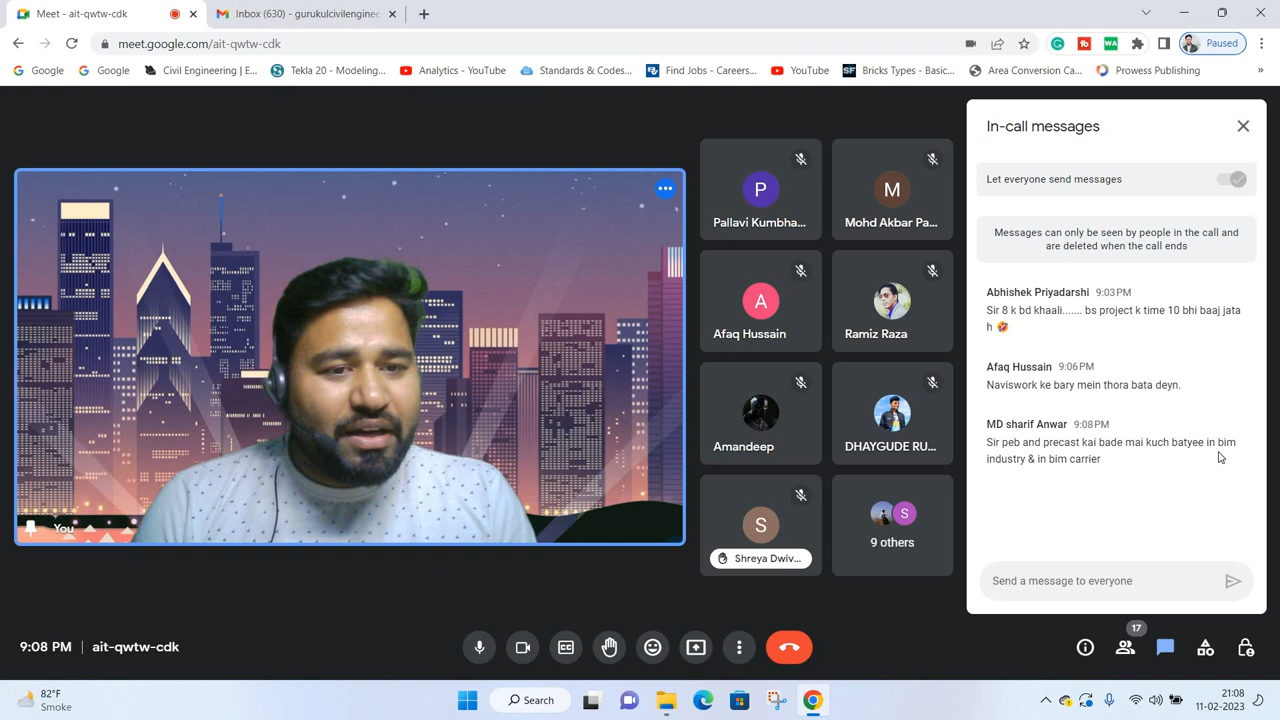 Meet - ait-qwtw-cdk
Inbox (630) - gurukulcivilenginee
meet.google.com/ait-qwtw-cdk
Paused
Google
Google
Civil Engineering | E...
Tekla 20 - Modeling...
Analytics - YouTube
Standards & Codes...
Find Jobs - Careers...
YouTube
Bricks Types - Basic...
Area Conversion Ca...
Prowess Publishing
You
P
Pallavi Kumbha...
M
Mohd Akbar Pa...
A
Afaq Hussain
Ramiz Raza
Amandeep
DHAYGUDE RU...
S
Shreya Dwiv...
S
9 others
In-call messages
Let everyone send messages
Messages can only be seen by people in the call and
are deleted when the call ends
Abhishek Priyadarshi 9:03PM
Sir 8 k bd khaali....... bs project k time 10 bhi baaj jata
h 🤣
Afaq Hussain 9:06PM
Naviswork ke bary mein thora bata deyn.
MD sharif Anwar 9:08PM
Sir peb and precast kai bade mai kuch batyee in bim
industry & in bim carrier
Send a message to everyone
9:08 PM | ait-qwtw-cdk
CC
17
82°F
Smoke
Search
21:08
11-02-2023